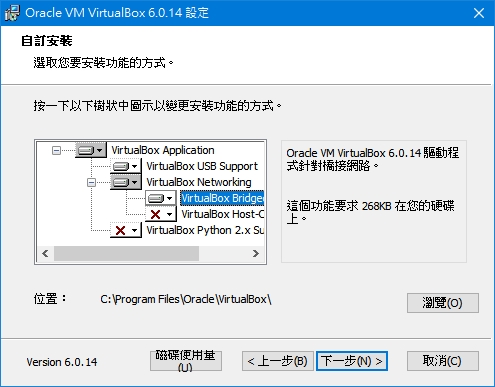 Oracle VM VirtualBox 6.0.14 設定
自訂安裝
選取您要安裝功能的方式。
按一下以下樹狀中圖示以變更安裝功能的方式。
VirtualBox Application
VirtualBox USB Support
VirtualBox Networking
VirtualBox Bridged
VirtualBox Host-O
VirtualBox Python 2.x Su
Oracle VM VirtualBox 6.0.14 驅動程
式針對橋接網路。
這個功能要求 268KB 在您的硬碟
上。
位置： C:\Program Files\Oracle\VirtualBox\
瀏覽(O)
Version 6.0.14
磁碟使用量
(U)
< 上一步(B)
下一步(N) >
取消(C)